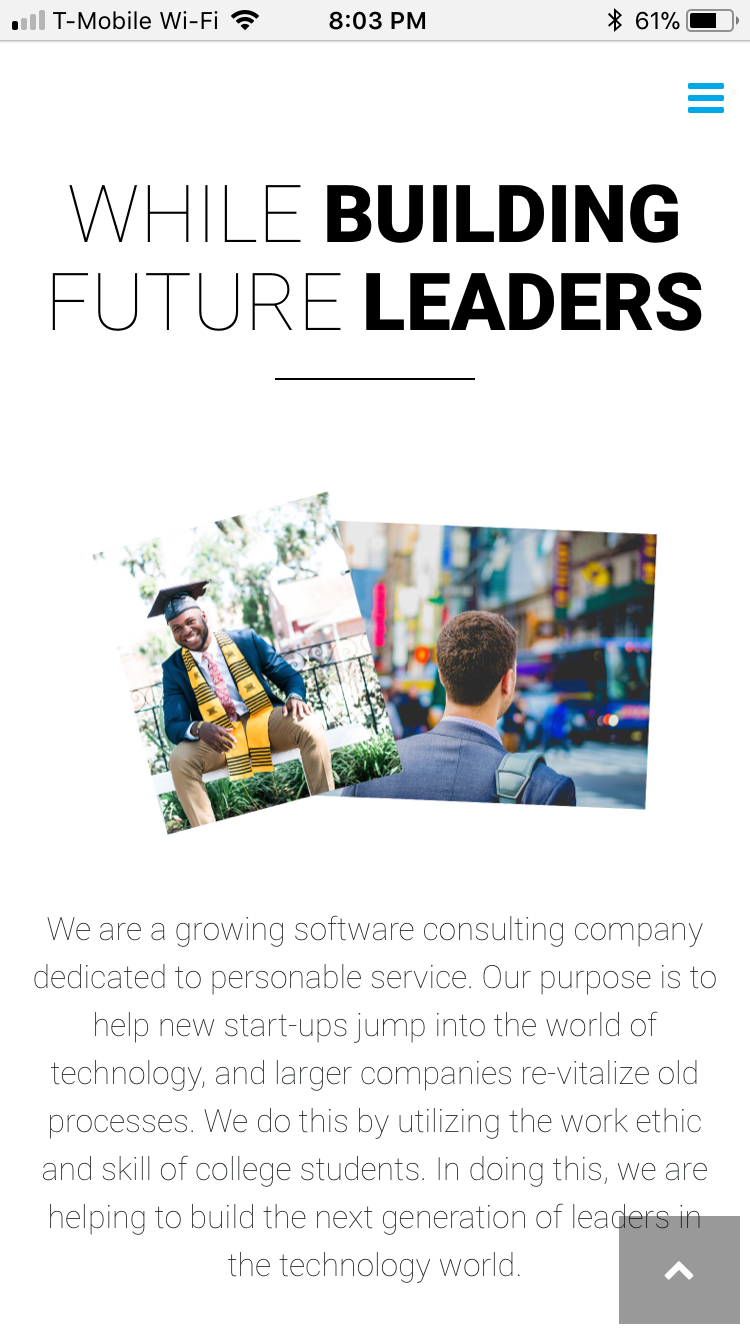 T-Mobile Wi-Fi 8:03 PM 61%
WHILE BUILDING
FUTURE LEADERS
We are a growing software consulting company
dedicated to personable service. Our purpose is to
help new start-ups jump into the world of
technology, and larger companies re-vitalize old
processes. We do this by utilizing the work ethic
and skill of college students. In doing this, we are
helping to build the next generation of leaders in
the technology world.